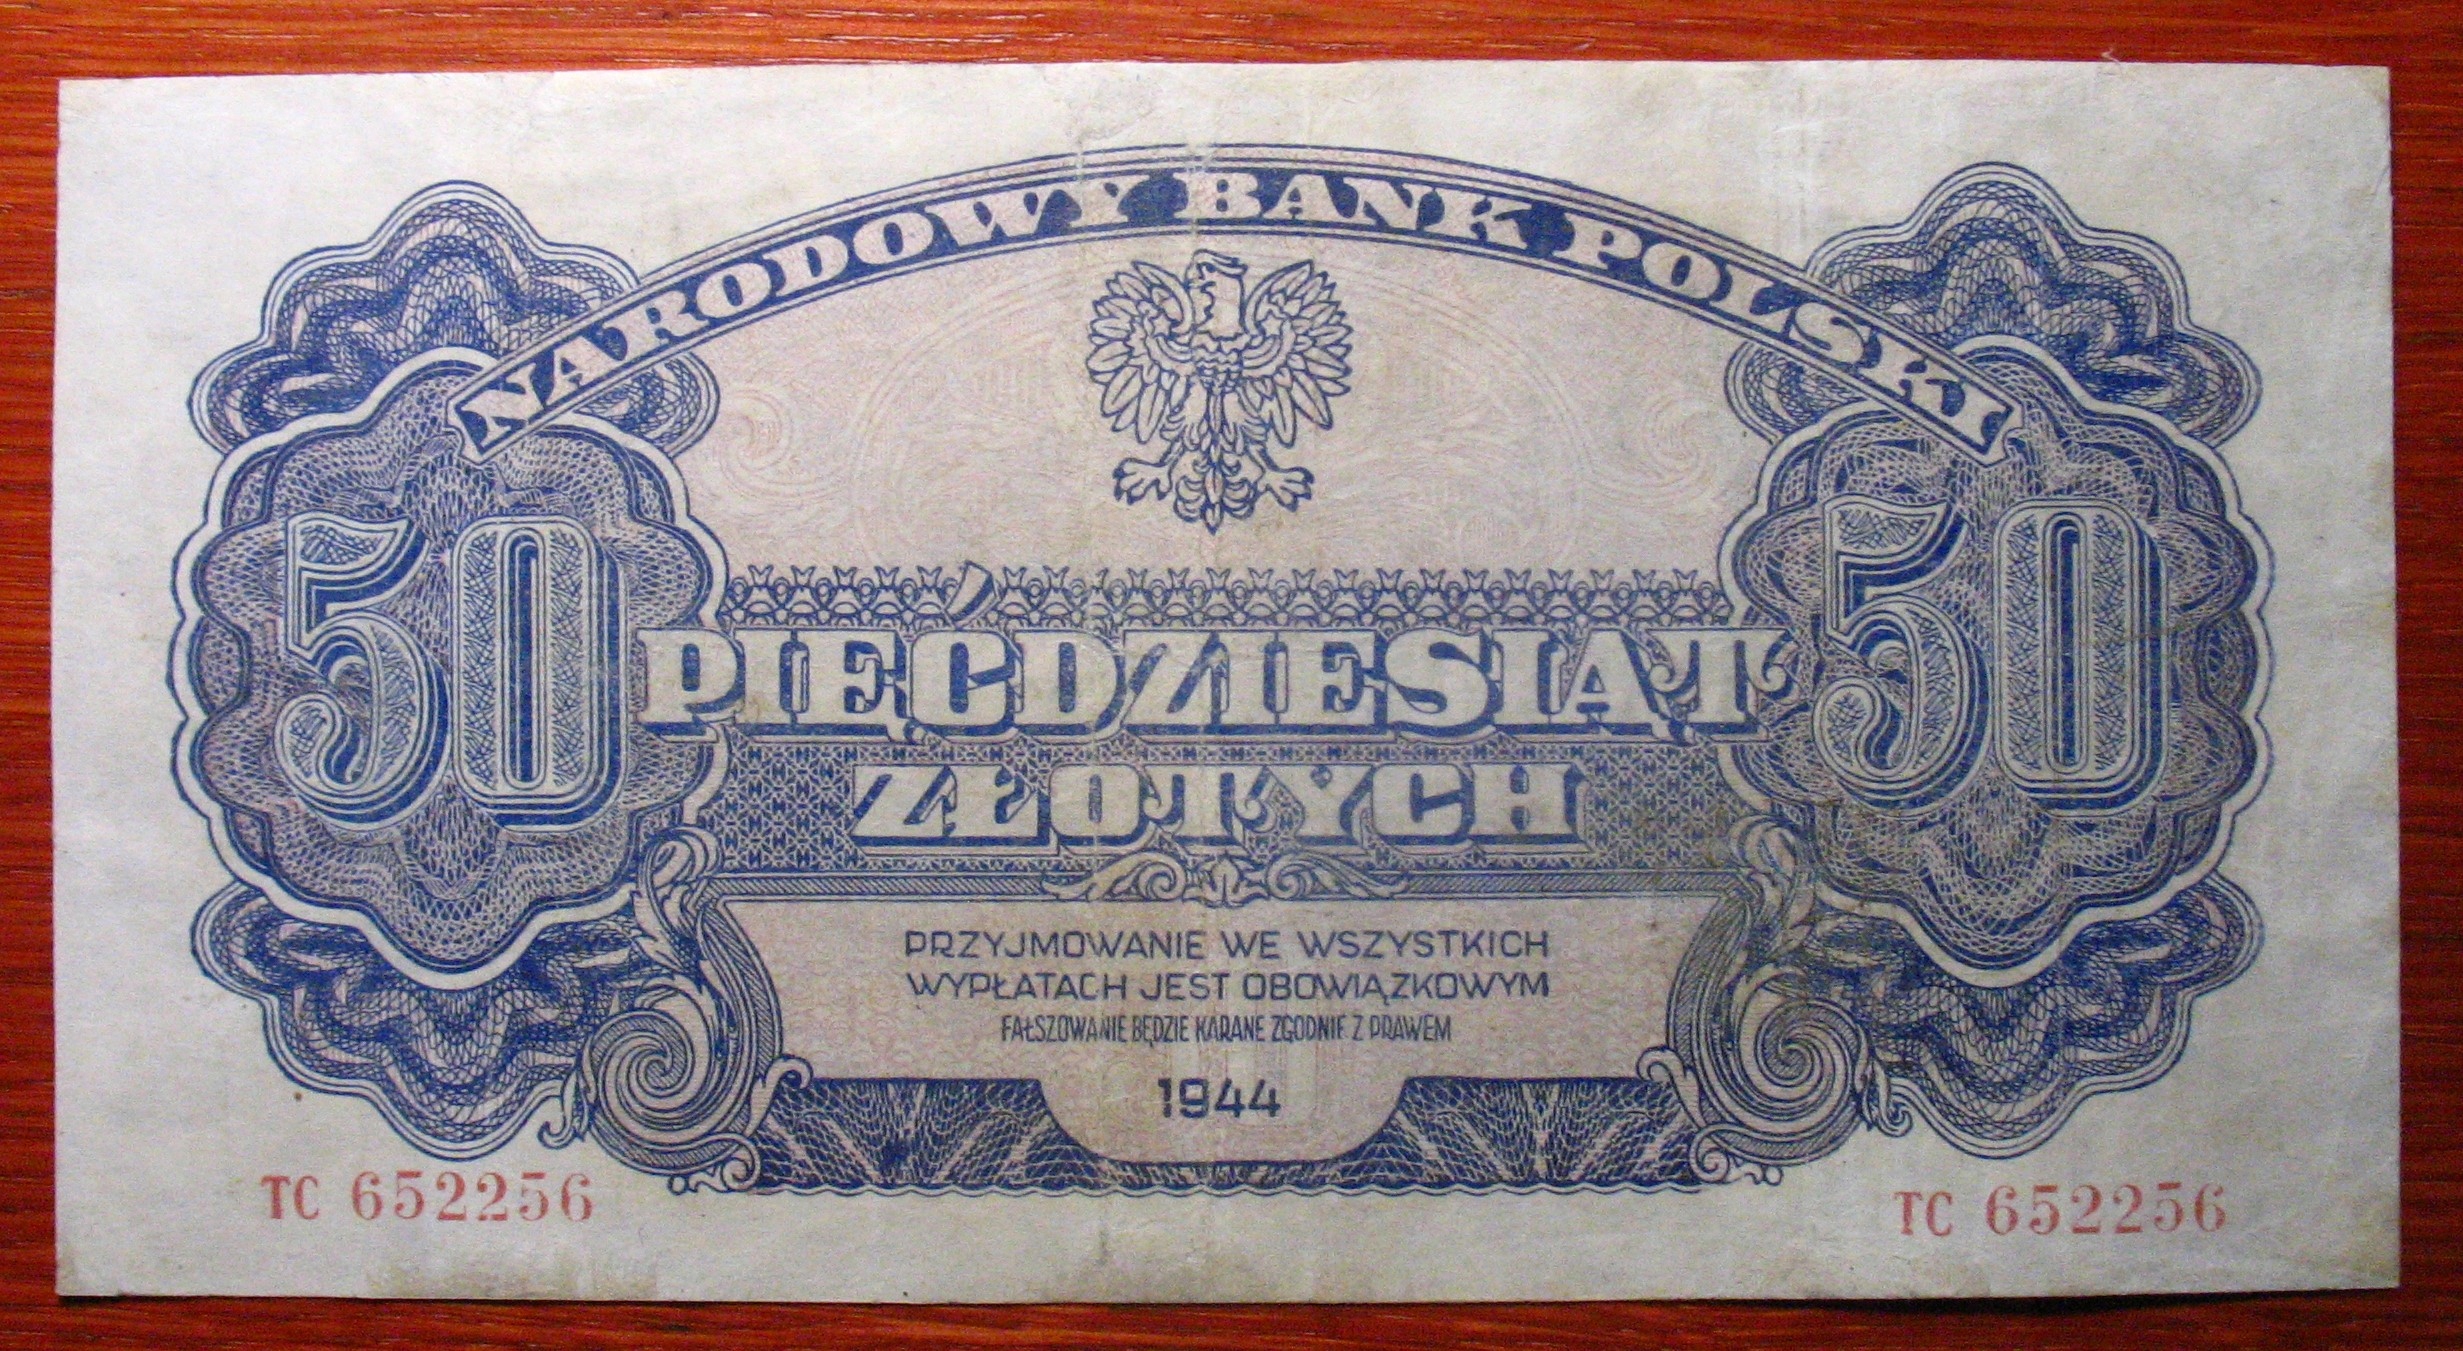 NARODOWY BANK POLSKI
50
50
PIĘĆDZIESIĄT
ZŁOTYCH
PRZYJMOWANIE WE WSZYSTKICH
WYPŁATACH JEST OBOWIĄZKOWYM
FAŁSZOWANIE BĘDZIE KARANE ZGODNIE Z PRAWEM
1944
TC 652256
TC 652256